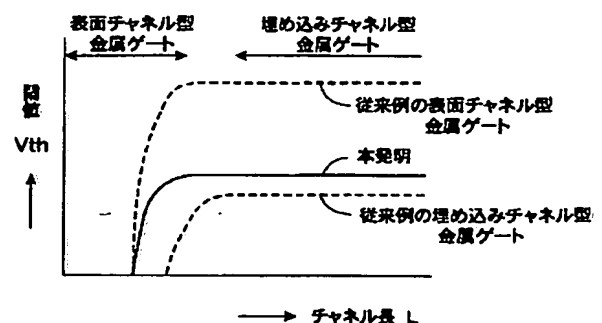 表面チャネル型
金属ゲート
埋め込みチャネル型
金属ゲート
閾値
Vth
従来例の表面チャネル型
金属ゲート
本発明
従来例の埋め込みチャネル型
金属ゲート
チャネル長 L